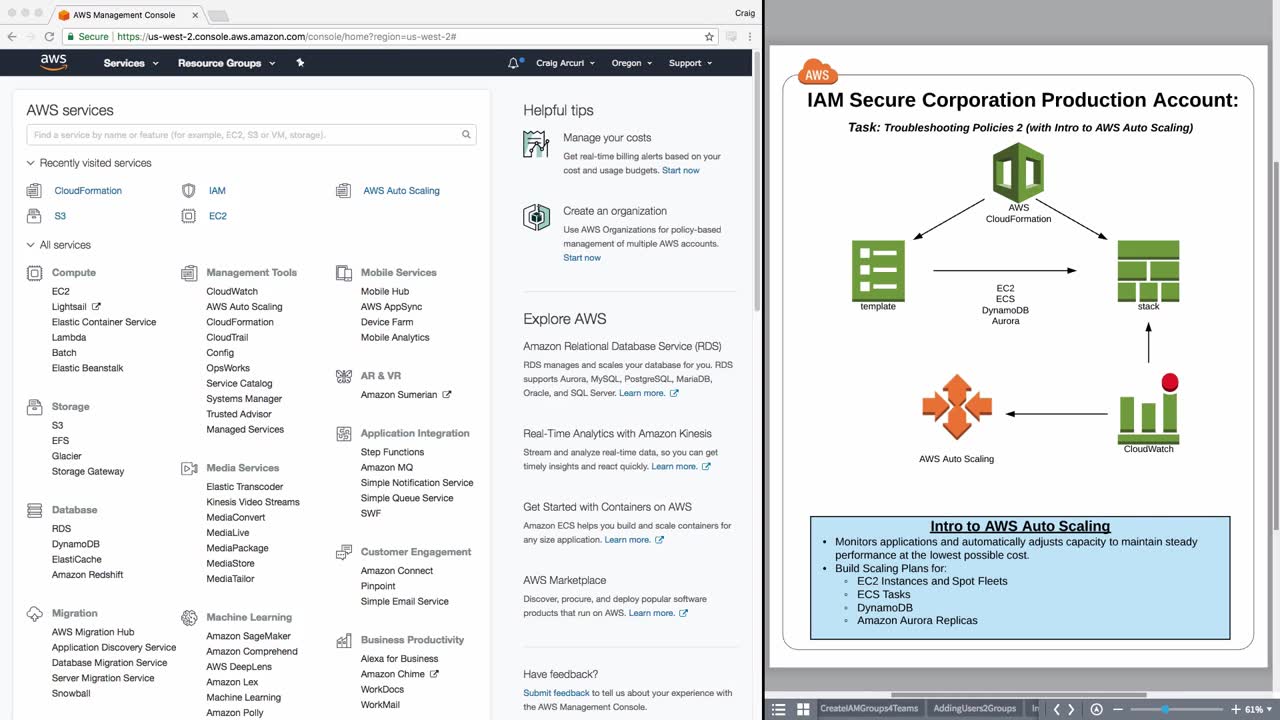 AWS Management Console
Craig
Secure
https://us-west-2.console.aws.amazon.com/console/home?region=us-west-2#
aws
Services
Resource Groups
Craig Arcuri
Oregon
Support
AWS services
Find a service by name or feature (for example, EC2, S3 or VM, storage).
Recently visited services
CloudFormation
IAM
AWS Auto Scaling
S3
EC2
All services
Compute
EC2
Lightsail
Elastic Container Service
Lambda
Batch
Elastic Beanstalk
Storage
S3
EFS
Glacier
Storage Gateway
Database
RDS
DynamoDB
ElastiCache
Amazon Redshift
Migration
AWS Migration Hub
Application Discovery Service
Database Migration Service
Server Migration Service
Snowball
Management Tools
CloudWatch
AWS Auto Scaling
CloudFormation
CloudTrail
Config
OpsWorks
Service Catalog
Systems Manager
Trusted Advisor
Managed Services
Media Services
Elastic Transcoder
Kinesis Video Streams
MediaConvert
MediaLive
MediaPackage
MediaStore
MediaTailor
Machine Learning
Amazon SageMaker
Amazon Comprehend
AWS DeepLens
Amazon Lex
Machine Learning
Amazon Polly
Mobile Services
Mobile Hub
AWS AppSync
Device Farm
Mobile Analytics
AR & VR
Amazon Sumerian
Application Integration
Step Functions
Amazon MQ
Simple Notification Service
Simple Queue Service
SWF
Customer Engagement
Amazon Connect
Pinpoint
Simple Email Service
Business Productivity
Alexa for Business
Amazon Chime
WorkDocs
WorkMail
Helpful tips
Manage your costs
Get real-time billing alerts based on your
cost and usage budgets. Start now
Create an organization
Use AWS Organizations for policy-based
management of multiple AWS accounts.
Start now
Explore AWS
Amazon Relational Database Service (RDS)
RDS manages and scales your database for you. RDS
supports Aurora, MySQL, PostgreSQL, MariaDB,
Oracle, and SQL Server. Learn more.
Real-Time Analytics with Amazon Kinesis
Stream and analyze real-time data, so you can get
timely insights and react quickly. Learn more.
Get Started with Containers on AWS
Amazon ECS helps you build and scale containers for
any size application. Learn more.
AWS Marketplace
Discover, procure, and deploy popular software
products that run on AWS. Learn more.
Have feedback?
Submit feedback to tell us about your experience with
the AWS Management Console.
AWS
IAM Secure Corporation Production Account:
Task: Troubleshooting Policies 2 (with Intro to AWS Auto Scaling)
AWS
CloudFormation
template
EC2
ECS
DynamoDB
Aurora
stack
AWS Auto Scaling
CloudWatch
Intro to AWS Auto Scaling
• Monitors applications and automatically adjusts capacity to maintain steady
performance at the lowest possible cost.
• Build Scaling Plans for:
◦ EC2 Instances and Spot Fleets
◦ ECS Tasks
◦ DynamoDB
◦ Amazon Aurora Replicas
CreateIAMGroups4Teams
AddingUsers2Groups
61%